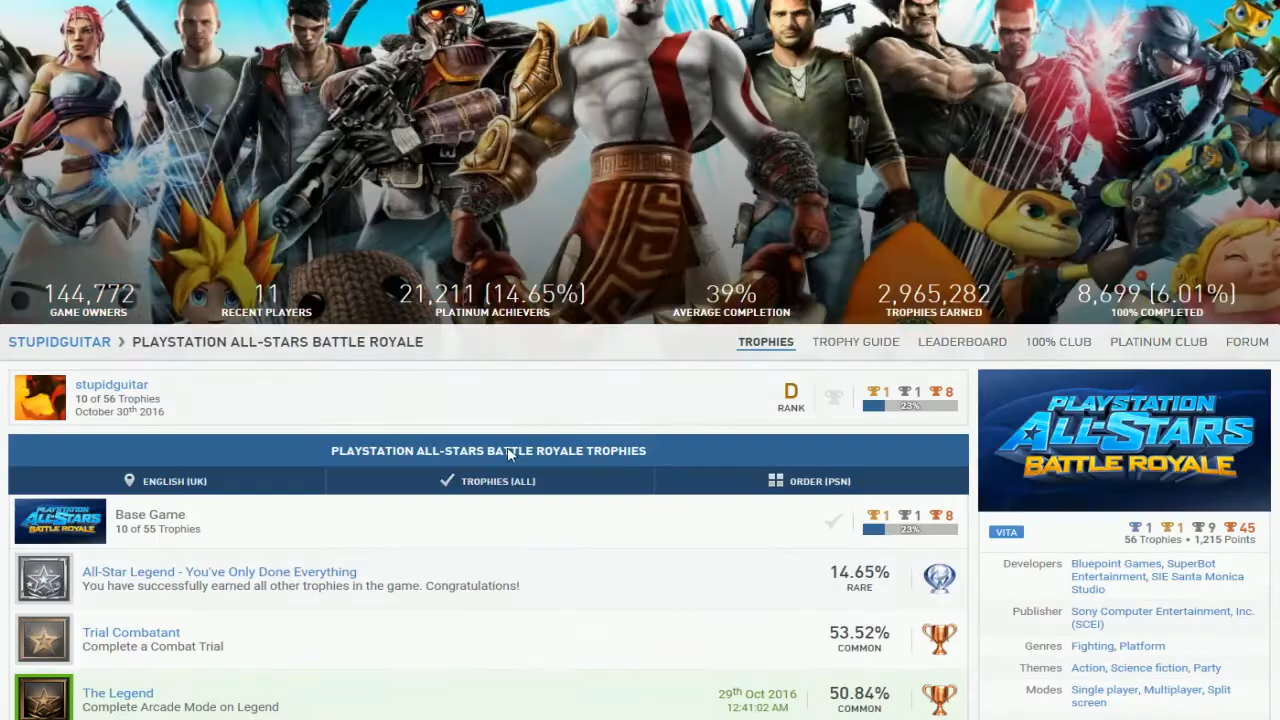 144,772
GAME OWNERS
11
RECENT PLAYERS
21,211 (14.65%)
PLATINUM ACHIEVERS
39%
AVERAGE COMPLETION
2,965,282
TROPHIES EARNED
8,699 (6.01%)
100% COMPLETED
STUPIDGUITAR > PLAYSTATION ALL-STARS BATTLE ROYALE
TROPHIES TROPHY GUIDE LEADERBOARD 100% CLUB PLATINUM CLUB FORUM
stupidguitar
10 of 56 Trophies
October 30th 2016
D
RANK
1 1 8
23%
PLAYSTATION ALL-STARS BATTLE ROYALE TROPHIES
ENGLISH (UK) TROPHIES (ALL) ORDER (PSN)
PLAYSTATION
ALL-STARS
BATTLE ROYALE
Base Game
10 of 55 Trophies
1 1 8
23%
All-Star Legend - You've Only Done Everything
You have successfully earned all other trophies in the game. Congratulations!
14.65%
RARE
Trial Combatant
Complete a Combat Trial
53.52%
COMMON
The Legend
Complete Arcade Mode on Legend
29th Oct 2016
12:41:02 AM
50.84%
COMMON
PLAYSTATION
ALL-STARS
BATTLE ROYALE
VITA
1 1 9 45
56 Trophies • 1,215 Points
Developers Bluepoint Games, SuperBot
Entertainment, SIE Santa Monica
Studio
Publisher Sony Computer Entertainment, Inc.
(SCEI)
Genres Fighting, Platform
Themes Action, Science fiction, Party
Modes Single player, Multiplayer, Split
screen